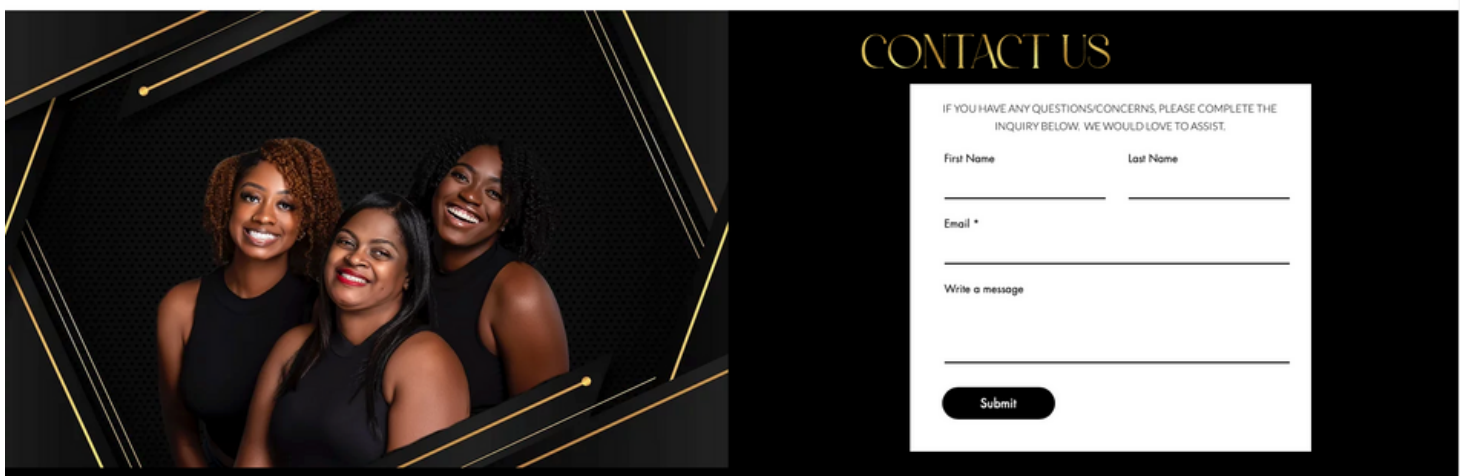 CONTACT US
IF YOU HAVE ANY QUESTIONS/CONCERNS, PLEASE COMPLETE THE
INQUIRY BELOW. WE WOULD LOVE TO ASSIST.
First Name
Last Name
Email *
Write a message
Submit